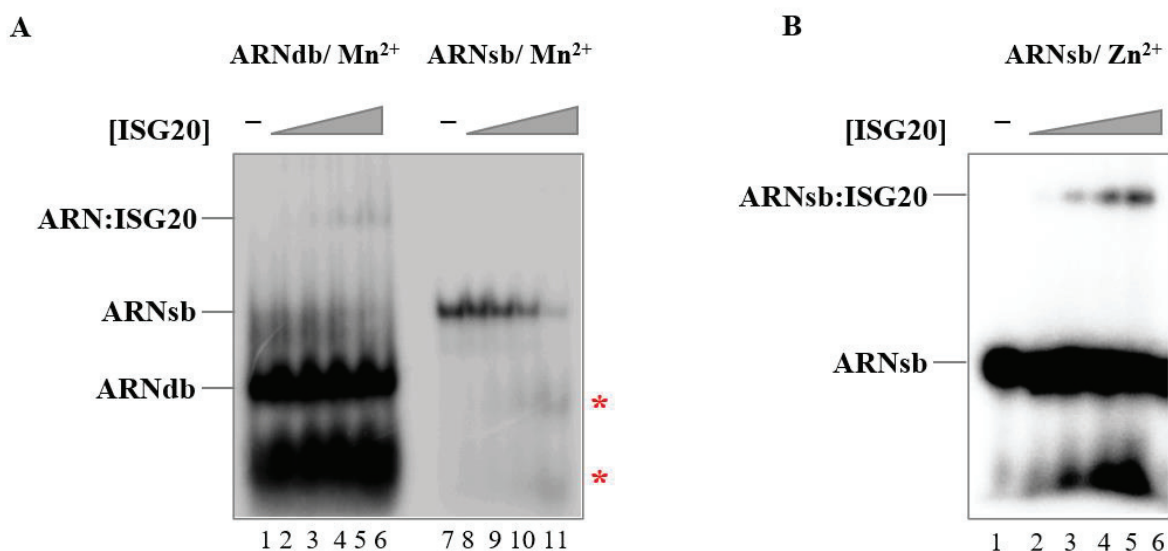 A
ARNdb/ Mn²⁺ ARNsb/ Mn²⁺
[ISG20] – –
ARN:ISG20
ARNsb
ARNdb
*
*
1 2 3 4 5 6 7 8 9 10 11
B
ARNsb/ Zn²⁺
[ISG20] –
ARNsb:ISG20
ARNsb
1 2 3 4 5 6